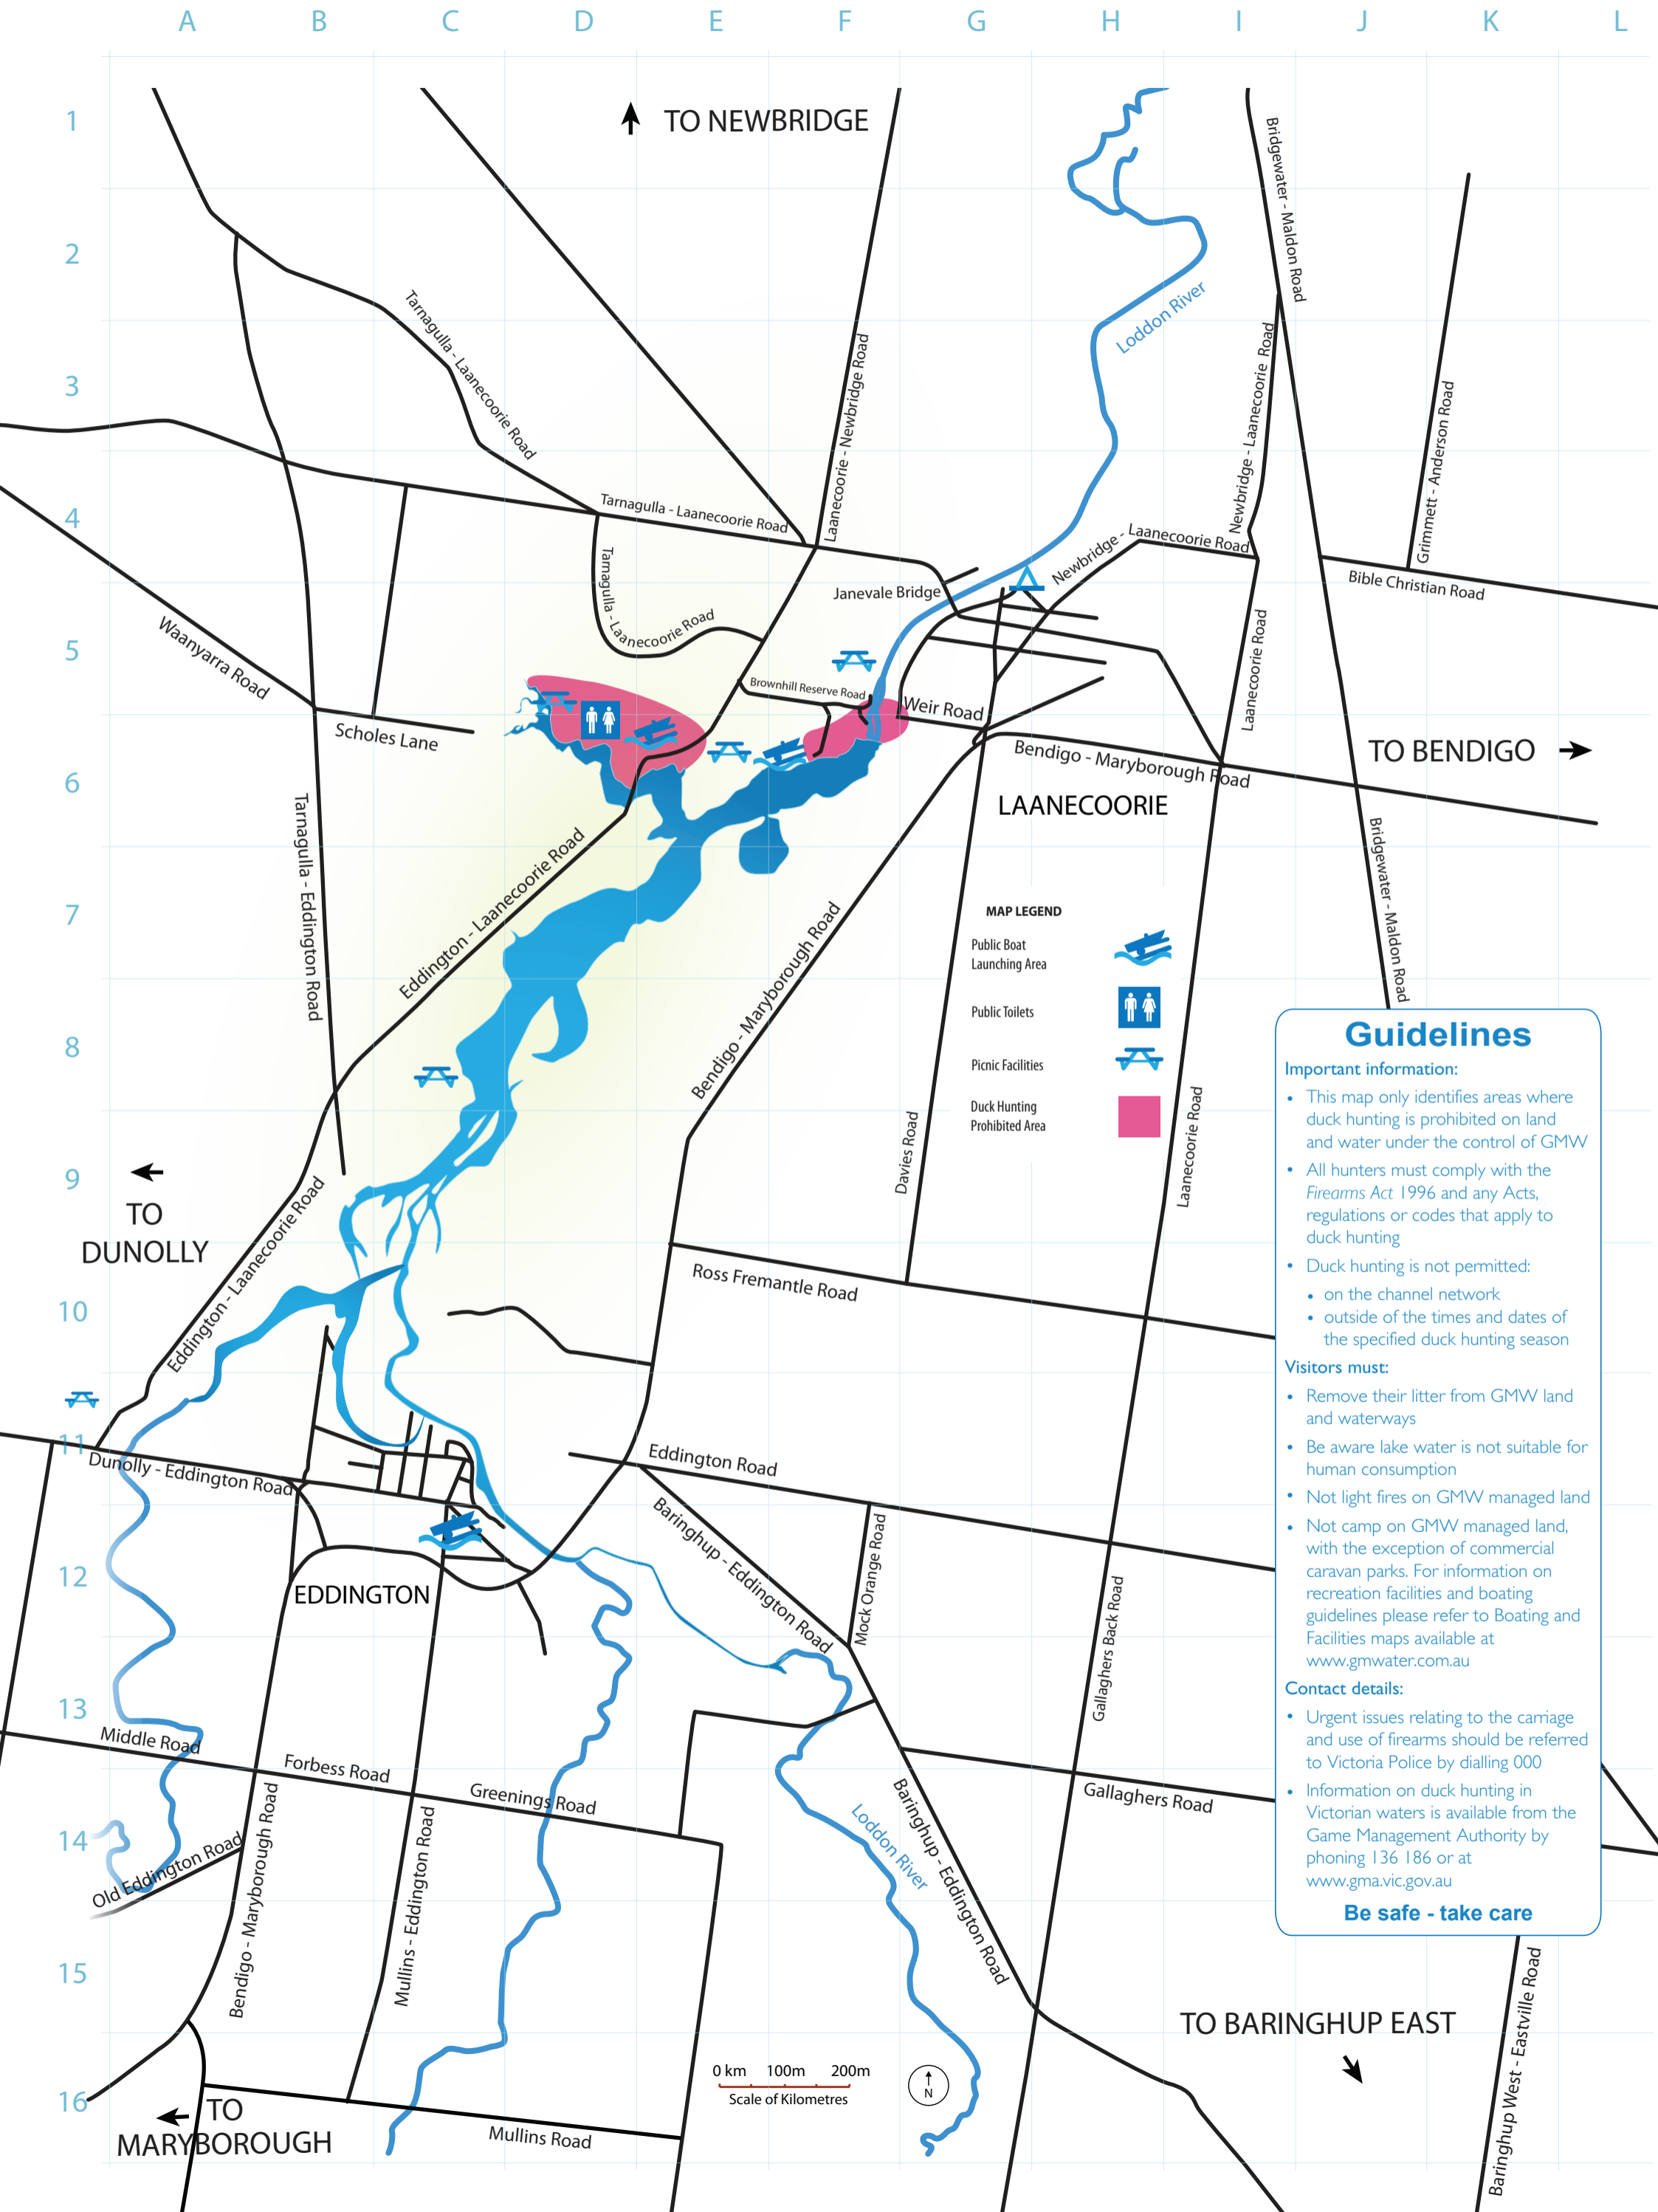 A B C D E F G H I J K L
1
2
3
4
5
6
7
8
9
10
11
12
13
14
15
16
TO NEWBRIDGE
Bridgewater - Maldon Road
Loddon River
Tarnagulla - Laanecoorie Road
Laanecoorie - Newbridge Road
Newbridge - Laanecoorie Road
Grimmett - Anderson Road
Tarnagulla - Laanecoorie Road
Newbridge - Laanecoorie Road
Tarnagulla - Laanecoorie Road
Janevale Bridge
Bible Christian Road
Waanyarra Road
Laanecoorie Road
Brownhill Reserve Road
Weir Road
Scholes Lane
Bendigo - Maryborough Road
TO BENDIGO
LAANECOORIE
Tarnagulla - Eddington Road
Eddington - Laanecoorie Road
Bendigo - Maryborough Road
Bridgewater - Maldon Road
MAP LEGEND
Public Boat
Launching Area
Public Toilets
Picnic Facilities
Duck Hunting
Prohibited Area
Davies Road
Laanecoorie Road
TO
DUNOLLY
Eddington - Laanecoorie Road
Ross Fremantle Road
Dunolly - Eddington Road
Eddington Road
Baringhup - Eddington Road
Mock Orange Road
EDDINGTON
Gallaghers Back Road
Middle Road
Forbess Road
Greenings Road
Gallaghers Road
Old Eddington Road
Bendigo - Maryborough Road
Mullins - Eddington Road
Loddon River
Baringhup - Eddington Road
TO BARINGHUP EAST
Baringhup West - Eastville Road
0 km 100m 200m
Scale of Kilometres
N
TO
MARYBOROUGH
Mullins Road
Guidelines
Important information:
• This map only identifies areas where
duck hunting is prohibited on land
and water under the control of GMW
• All hunters must comply with the
Firearms Act 1996 and any Acts,
regulations or codes that apply to
duck hunting
• Duck hunting is not permitted:
• on the channel network
• outside of the times and dates of
the specified duck hunting season
Visitors must:
• Remove their litter from GMW land
and waterways
• Be aware lake water is not suitable for
human consumption
• Not light fires on GMW managed land
• Not camp on GMW managed land,
with the exception of commercial
caravan parks. For information on
recreation facilities and boating
guidelines please refer to Boating and
Facilities maps available at
www.gmwater.com.au
Contact details:
• Urgent issues relating to the carriage
and use of firearms should be referred
to Victoria Police by dialling 000
• Information on duck hunting in
Victorian waters is available from the
Game Management Authority by
phoning 136 186 or at
www.gma.vic.gov.au
Be safe - take care